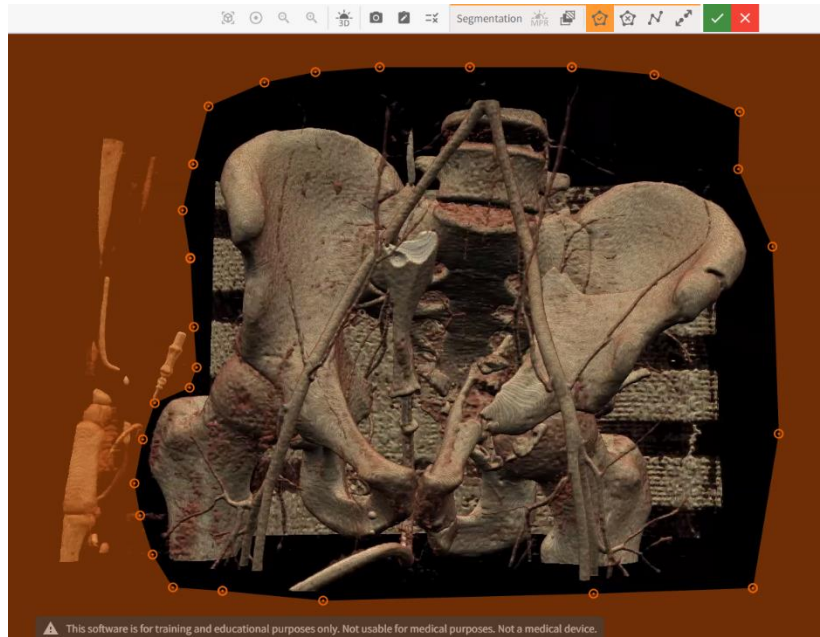 3D
Segmentation
MPR
This software is for training and educational purposes only. Not usable for medical purposes. Not a medical device.